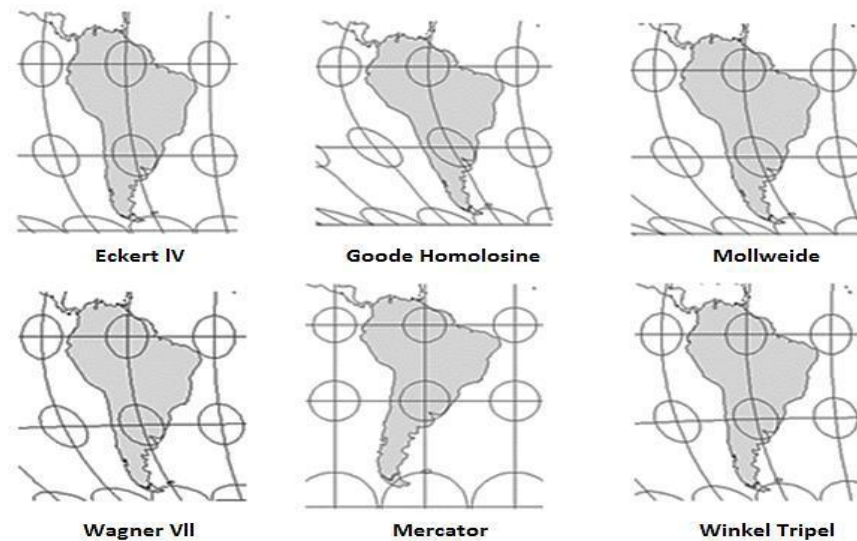 Eckert lV
Goode Homolosine
Mollweide
Wagner Vll
Mercator
Winkel Tripel